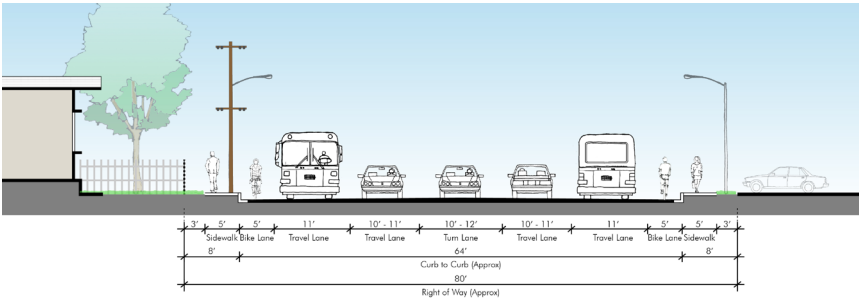 3' 5' 5' 11' 10' - 11' 10' - 12' 10' - 11' 11' 5' 5' 3'
Sidewalk Bike Lane Travel Lane Travel Lane Turn Lane Travel Lane Travel Lane Bike Lane Sidewalk
8' 64' 8'
Curb to Curb (Approx)
80'
Right of Way (Approx)